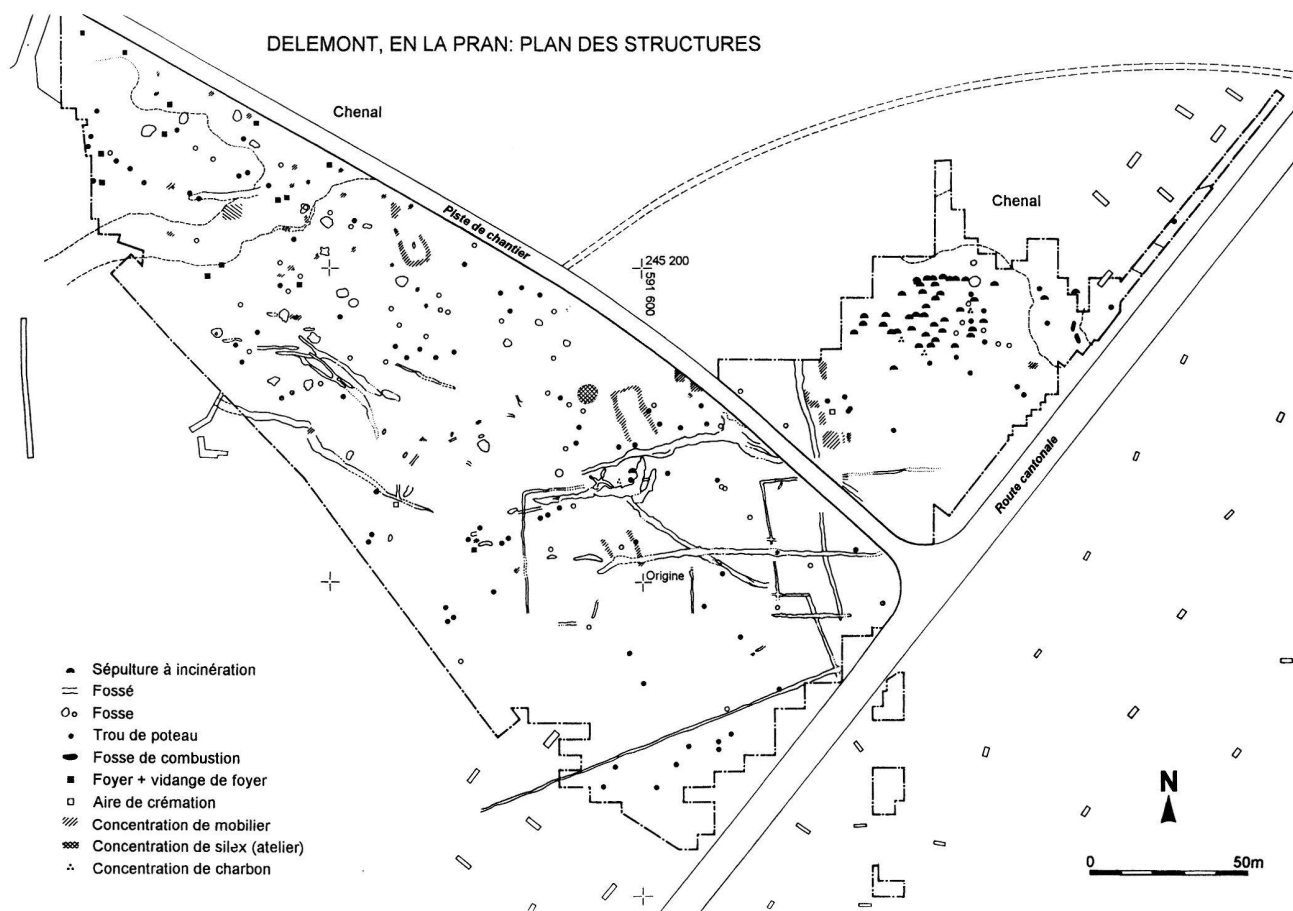 DELEMONT, EN LA PRAN: PLAN DES STRUCTURES
Chenal
Piste de chantier
245 200
591 600
Chenal
Route cantonale
Origine
Sépulture à incinération
Fossé
Fosse
Trou de poteau
Fosse de combustion
Foyer + vidange de foyer
Aire de crémation
Concentration de mobilier
Concentration de silex (atelier)
Concentration de charbon
N
0 50m